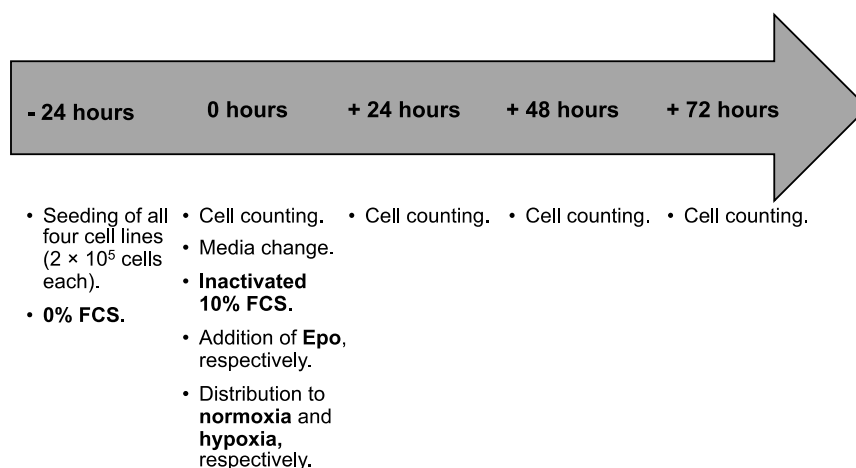 - 24 hours
0 hours
+ 24 hours
+ 48 hours
+ 72 hours
• Seeding of all
four cell lines
(2 × 10⁵ cells
each).
• 0% FCS.
• Cell counting.
• Media change.
• Inactivated
10% FCS.
• Addition of Epo,
respectively.
• Distribution to
normoxia and
hypoxia,
respectively.
• Cell counting.
• Cell counting.
• Cell counting.